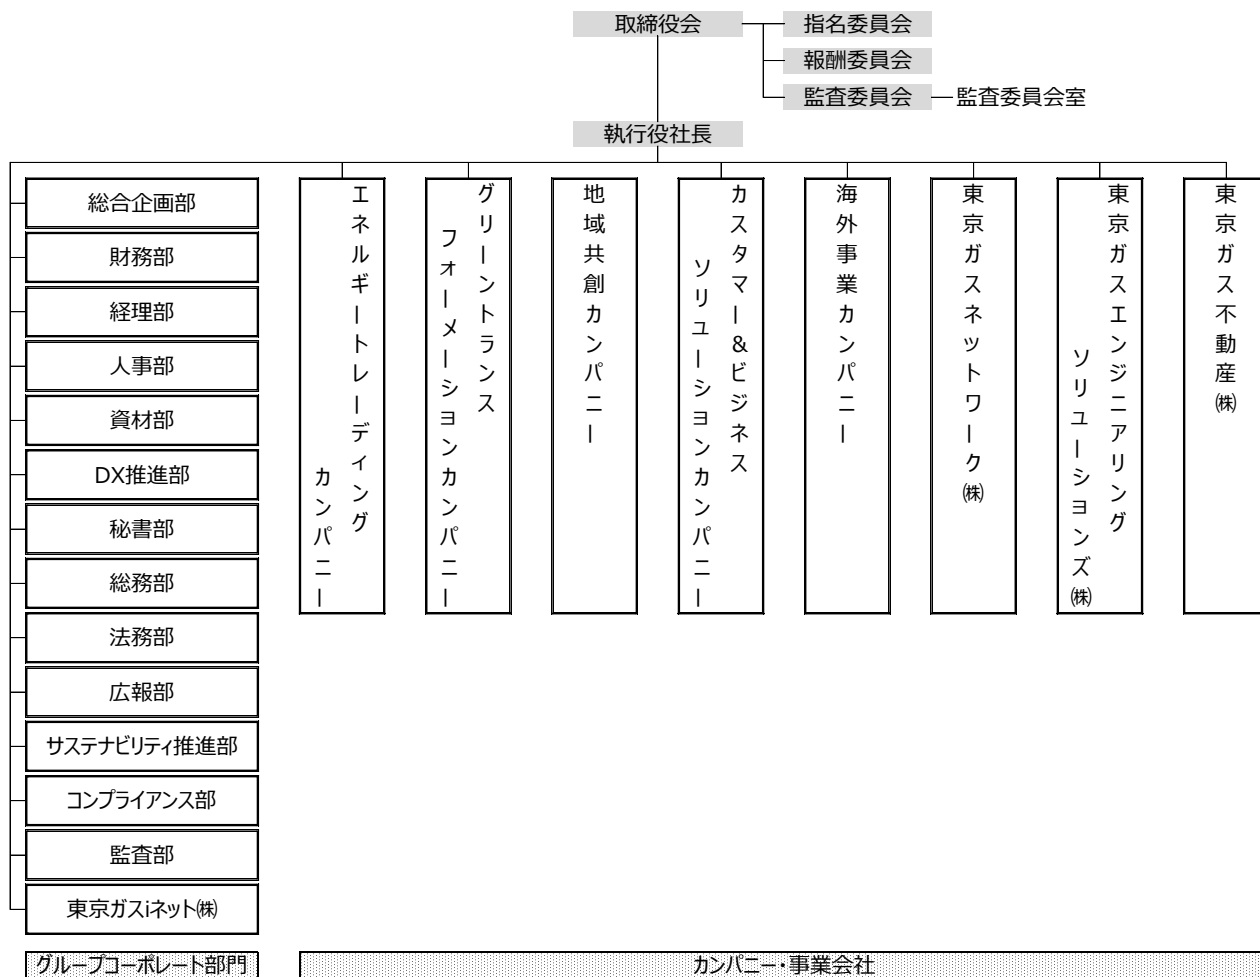 取締役会
指名委員会
報酬委員会
監査委員会
監査委員会室
執行役社長
総合企画部
財務部
経理部
人事部
資材部
DX推進部
秘書部
総務部
法務部
広報部
サステナビリティ推進部
コンプライアンス部
監査部
東京ガスiネット㈱
グループコーポレート部門
エネルギートレーディング
カンパニー
グリーントランス
フォーメーションカンパニー
地域共創カンパニー
カスタマー&ビジネス
ソリューションカンパニー
海外事業カンパニー
東京ガスネットワーク㈱
東京ガスエンジニアリング
ソリューションズ㈱
東京ガス不動産㈱
カンパニー・事業会社